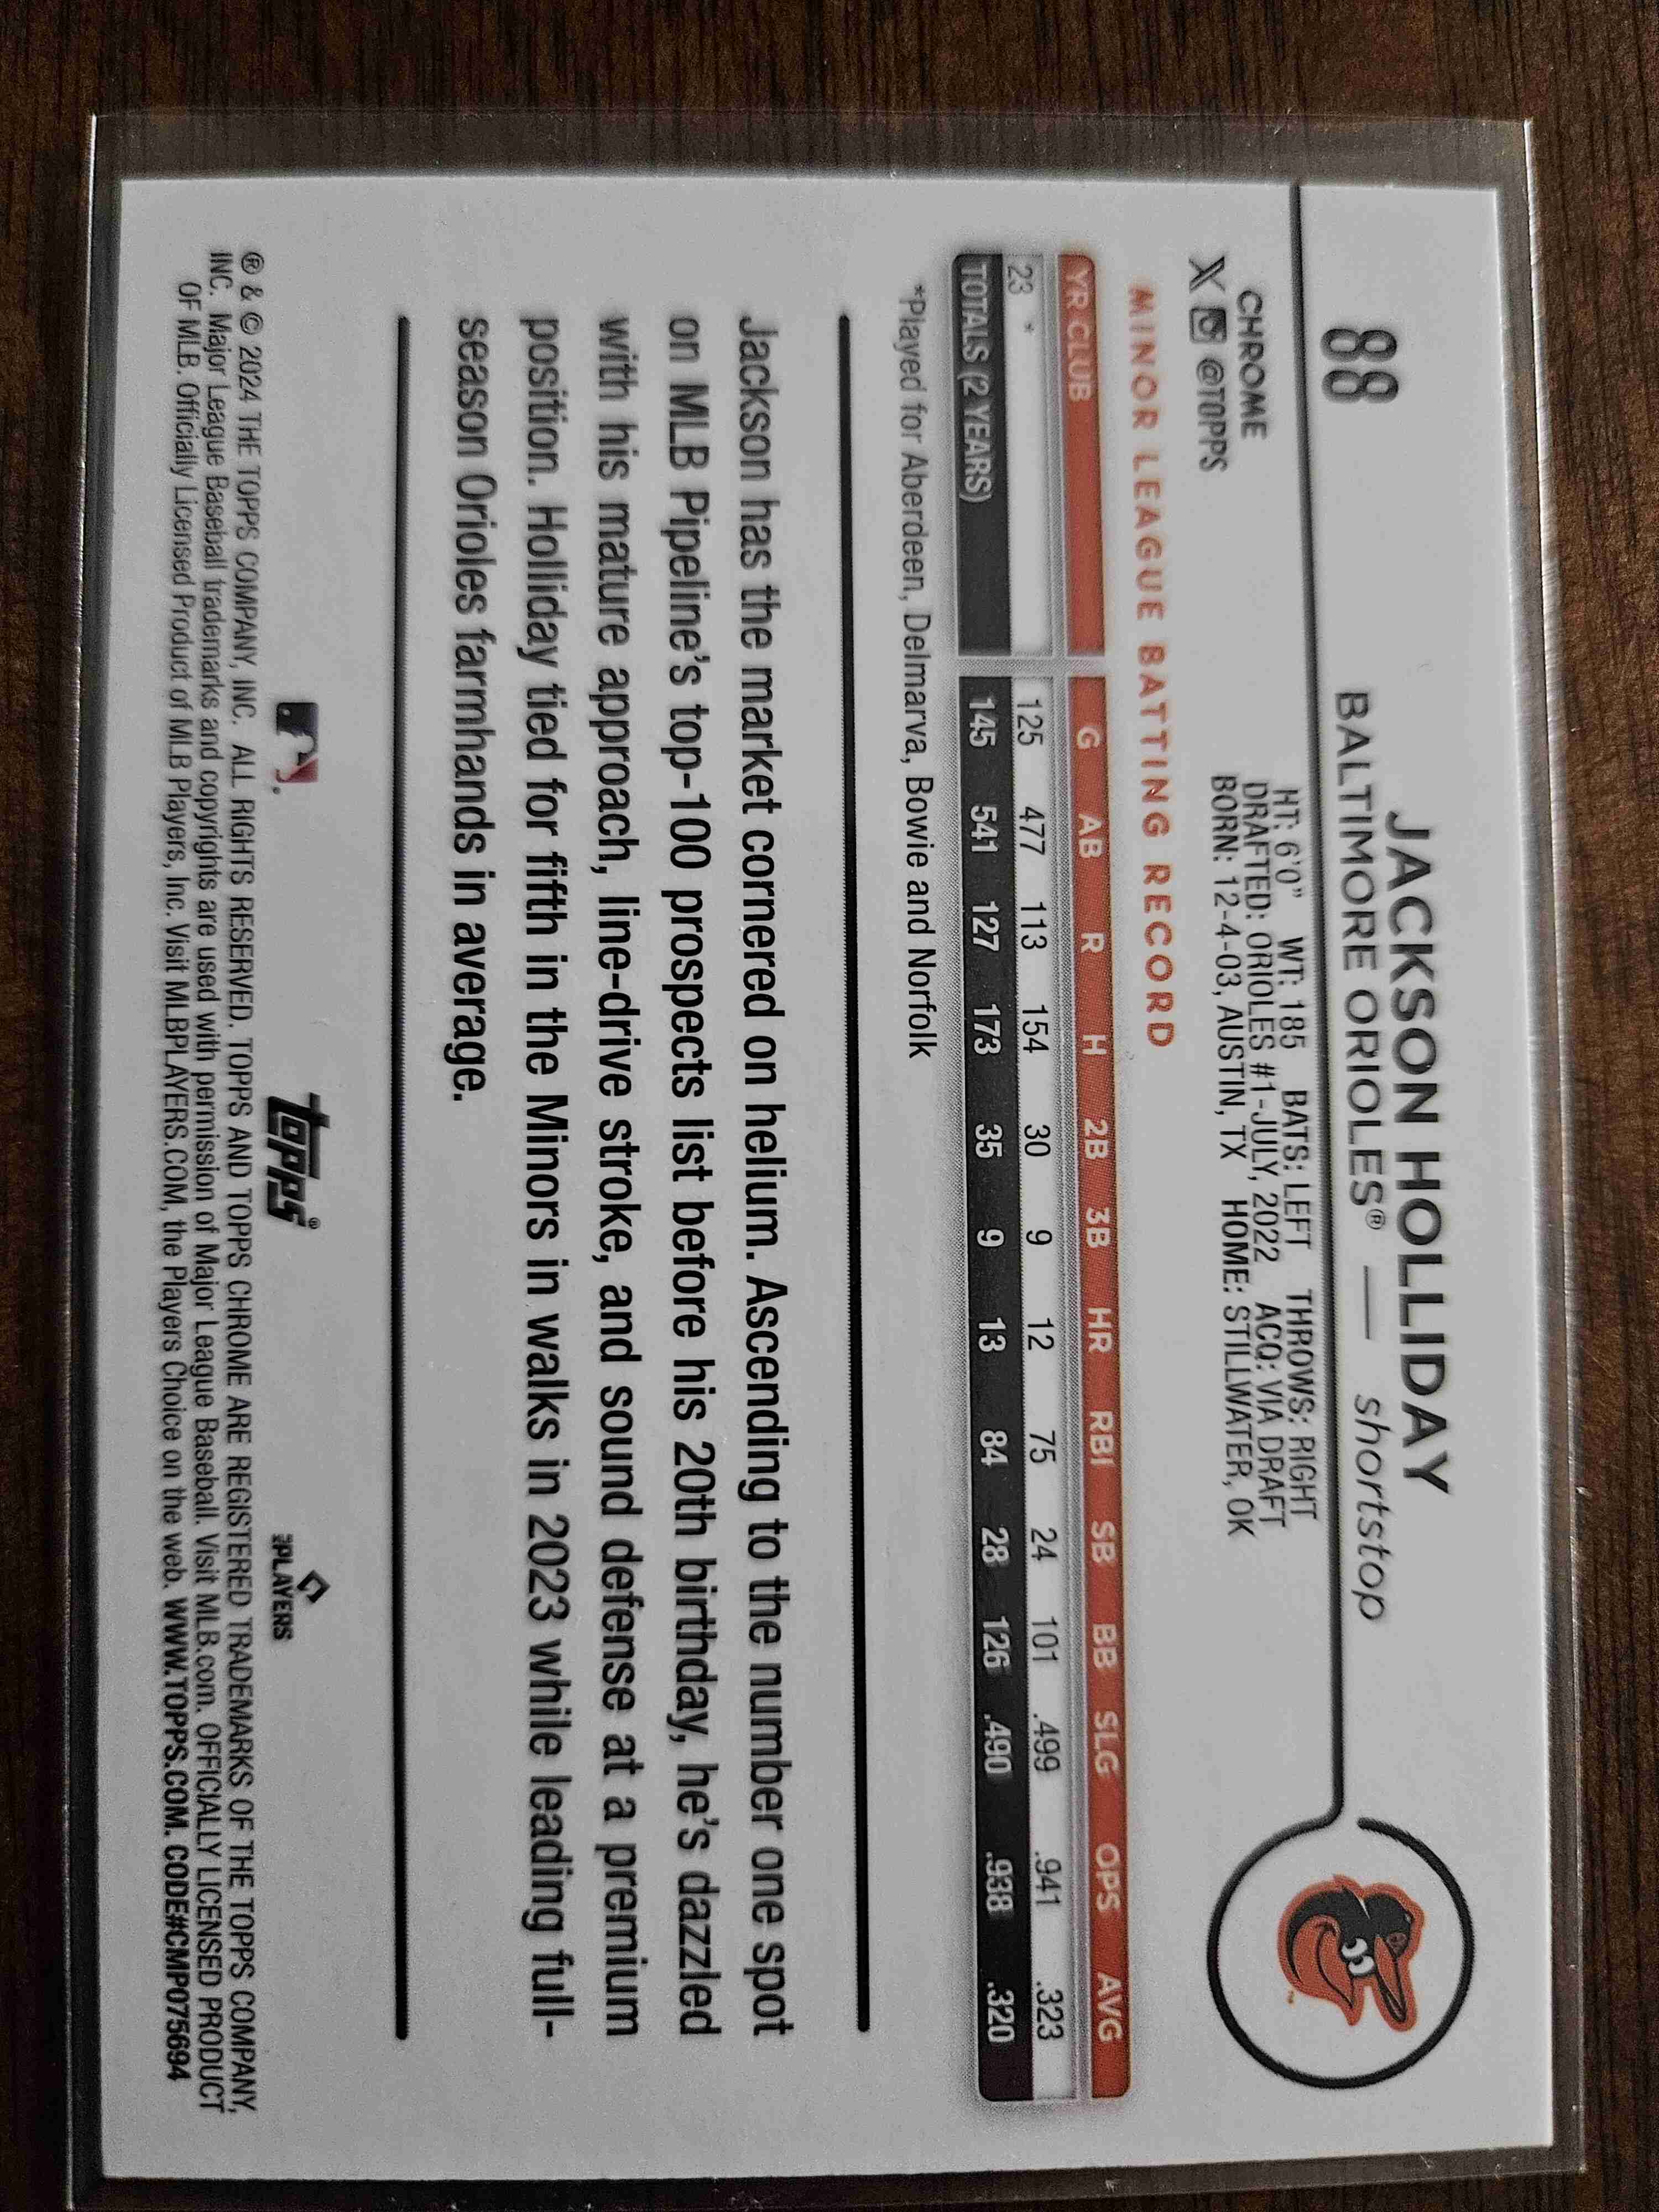 88
JACKSON HOLLIDAY
BALTIMORE ORIOLES® — shortstop
CHROME
X @TOPPS
HT: 6'0" WT: 185 BATS: LEFT THROWS: RIGHT
DRAFTED: ORIOLES #1-JULY, 2022 ACQ: VIA DRAFT
BORN: 12-4-03, AUSTIN, TX HOME: STILLWATER, OK
MINOR LEAGUE BATTING RECORD
YR CLUB G AB R H 2B 3B HR RBI SB BB SLG OPS AVG
23 * 125 477 113 154 30 9 12 75 24 101 .499 .941 .323
TOTALS (2 YEARS) 145 541 127 173 35 9 13 84 28 126 .490 .938 .320
*Played for Aberdeen, Delmarva, Bowie and Norfolk
Jackson has the market cornered on helium. Ascending to the number one spot
on MLB Pipeline's top-100 prospects list before his 20th birthday, he's dazzled
with his mature approach, line-drive stroke, and sound defense at a premium
position. Holliday tied for fifth in the Minors in walks in 2023 while leading full-
season Orioles farmhands in average.
topps®
PLAYERS
® & © 2024 THE TOPPS COMPANY, INC. ALL RIGHTS RESERVED. TOPPS AND TOPPS CHROME ARE REGISTERED TRADEMARKS OF THE TOPPS COMPANY,
INC. Major League Baseball trademarks and copyrights are used with permission of Major League Baseball. Visit MLB.com. OFFICIALLY LICENSED PRODUCT
OF MLB. Officially Licensed Product of MLB Players, Inc. Visit MLBPLAYERS.COM, the Players Choice on the web. WWW.TOPPS.COM. CODE#CMP075694